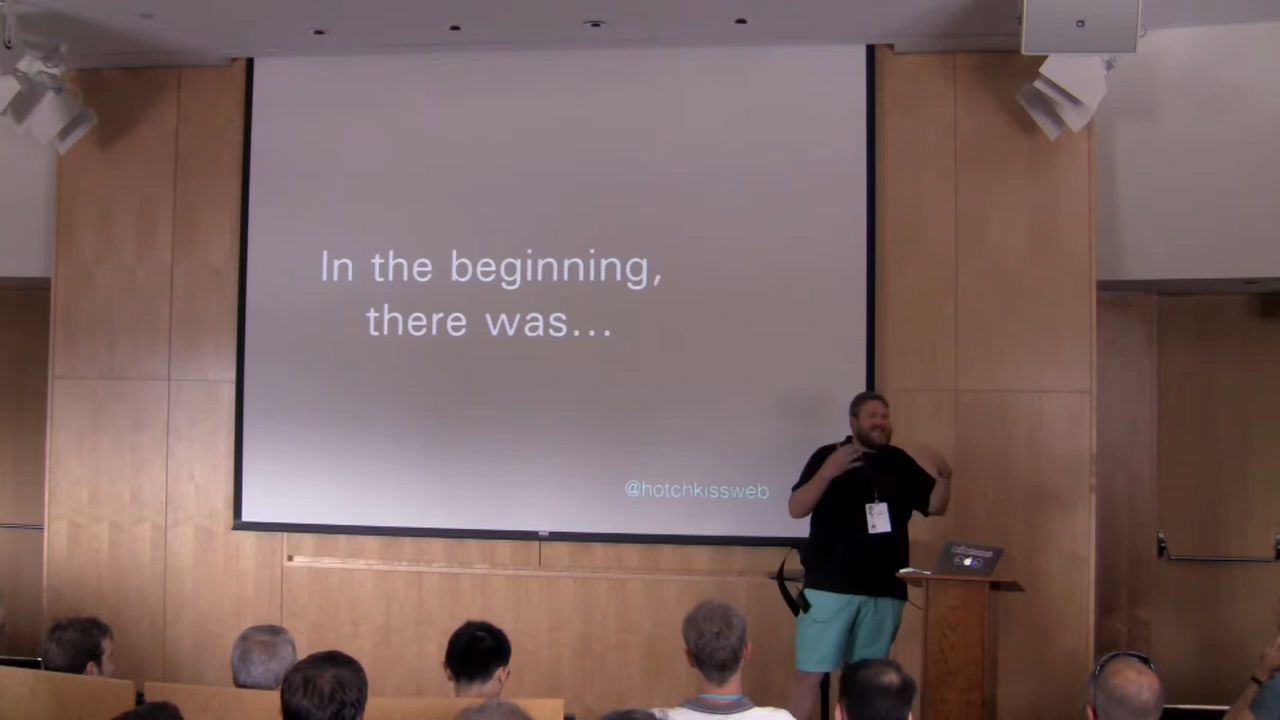 In the beginning,
there was...
@hotchkissweb